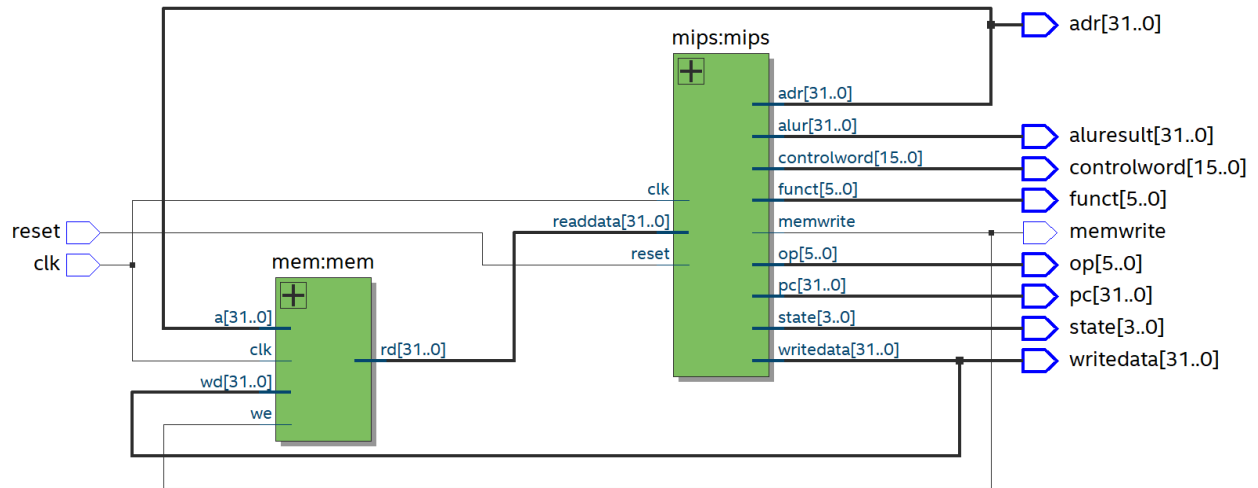 adr[31..0]
mips:mips
adr[31..0]
alur[31..0]
aluresult[31..0]
controlword[15..0]
controlword[15..0]
clk
funct[5..0]
funct[5..0]
reset
readdata[31..0]
memwrite
memwrite
clk
mem:mem
reset
op[5..0]
op[5..0]
pc[31..0]
pc[31..0]
a[31..0]
state[3..0]
state[3..0]
clk
rd[31..0]
writedata[31..0]
writedata[31..0]
wd[31..0]
we